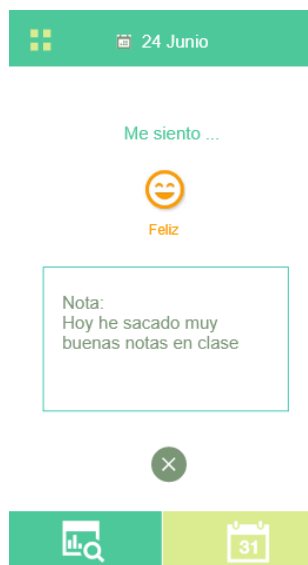 24 Junio
Me siento ...
Feliz
Nota:
Hoy he sacado muy
buenas notas en clase
31